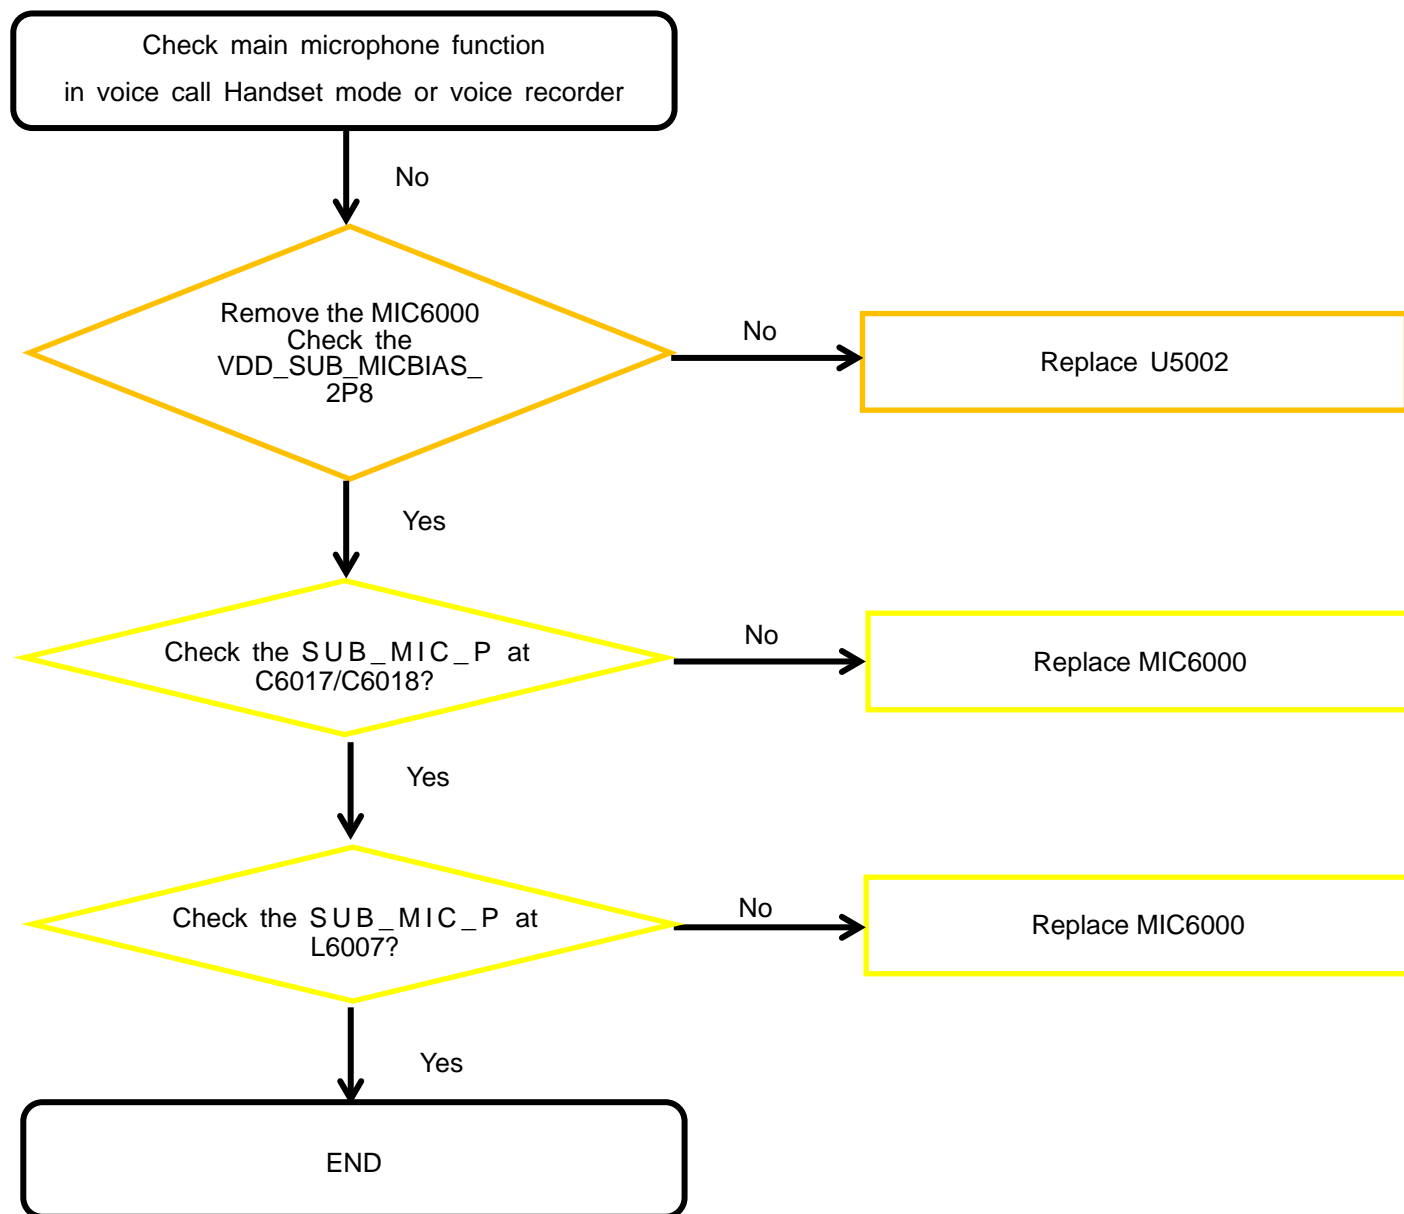 Check main microphone function
in voice call Handset mode or voice recorder
No
Remove the MIC6000
Check the
VDD_SUB_MICBIAS_
2P8
No
Replace U5002
Yes
Check the SUB_MIC_P at
C6017/C6018?
No
Replace MIC6000
Yes
Check the SUB_MIC_P at
L6007?
No
Replace MIC6000
Yes
END